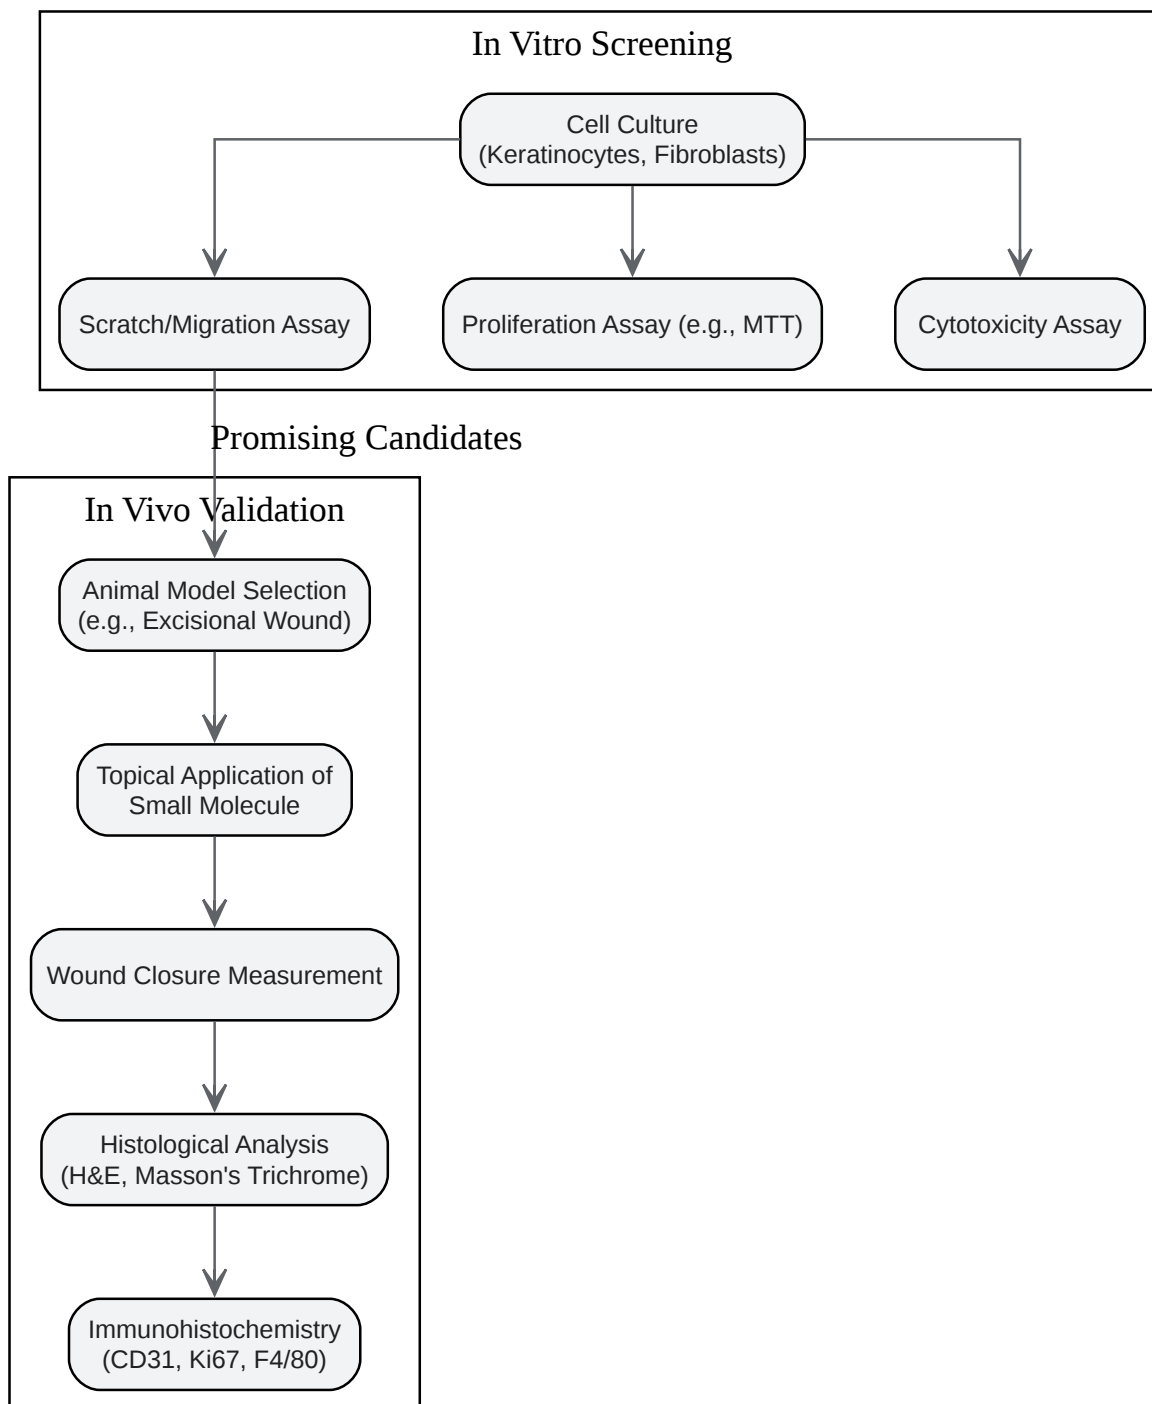 In Vitro Screening
Cell Culture
(Keratinocytes, Fibroblasts)
Scratch/Migration Assay
Proliferation Assay (e.g., MTT)
Cytotoxicity Assay
Promising Candidates
In Vivo Validation
Animal Model Selection
(e.g., Excisional Wound)
Topical Application of
Small Molecule
Wound Closure Measurement
Histological Analysis
(H&E, Masson's Trichrome)
Immunohistochemistry
(CD31, Ki67, F4/80)